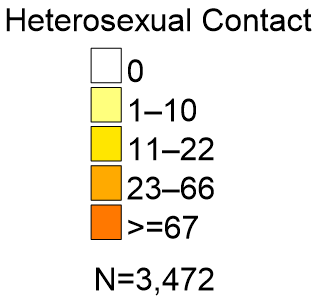 Heterosexual Contact
0
1–10
11–22
23–66
>=67
N=3,472